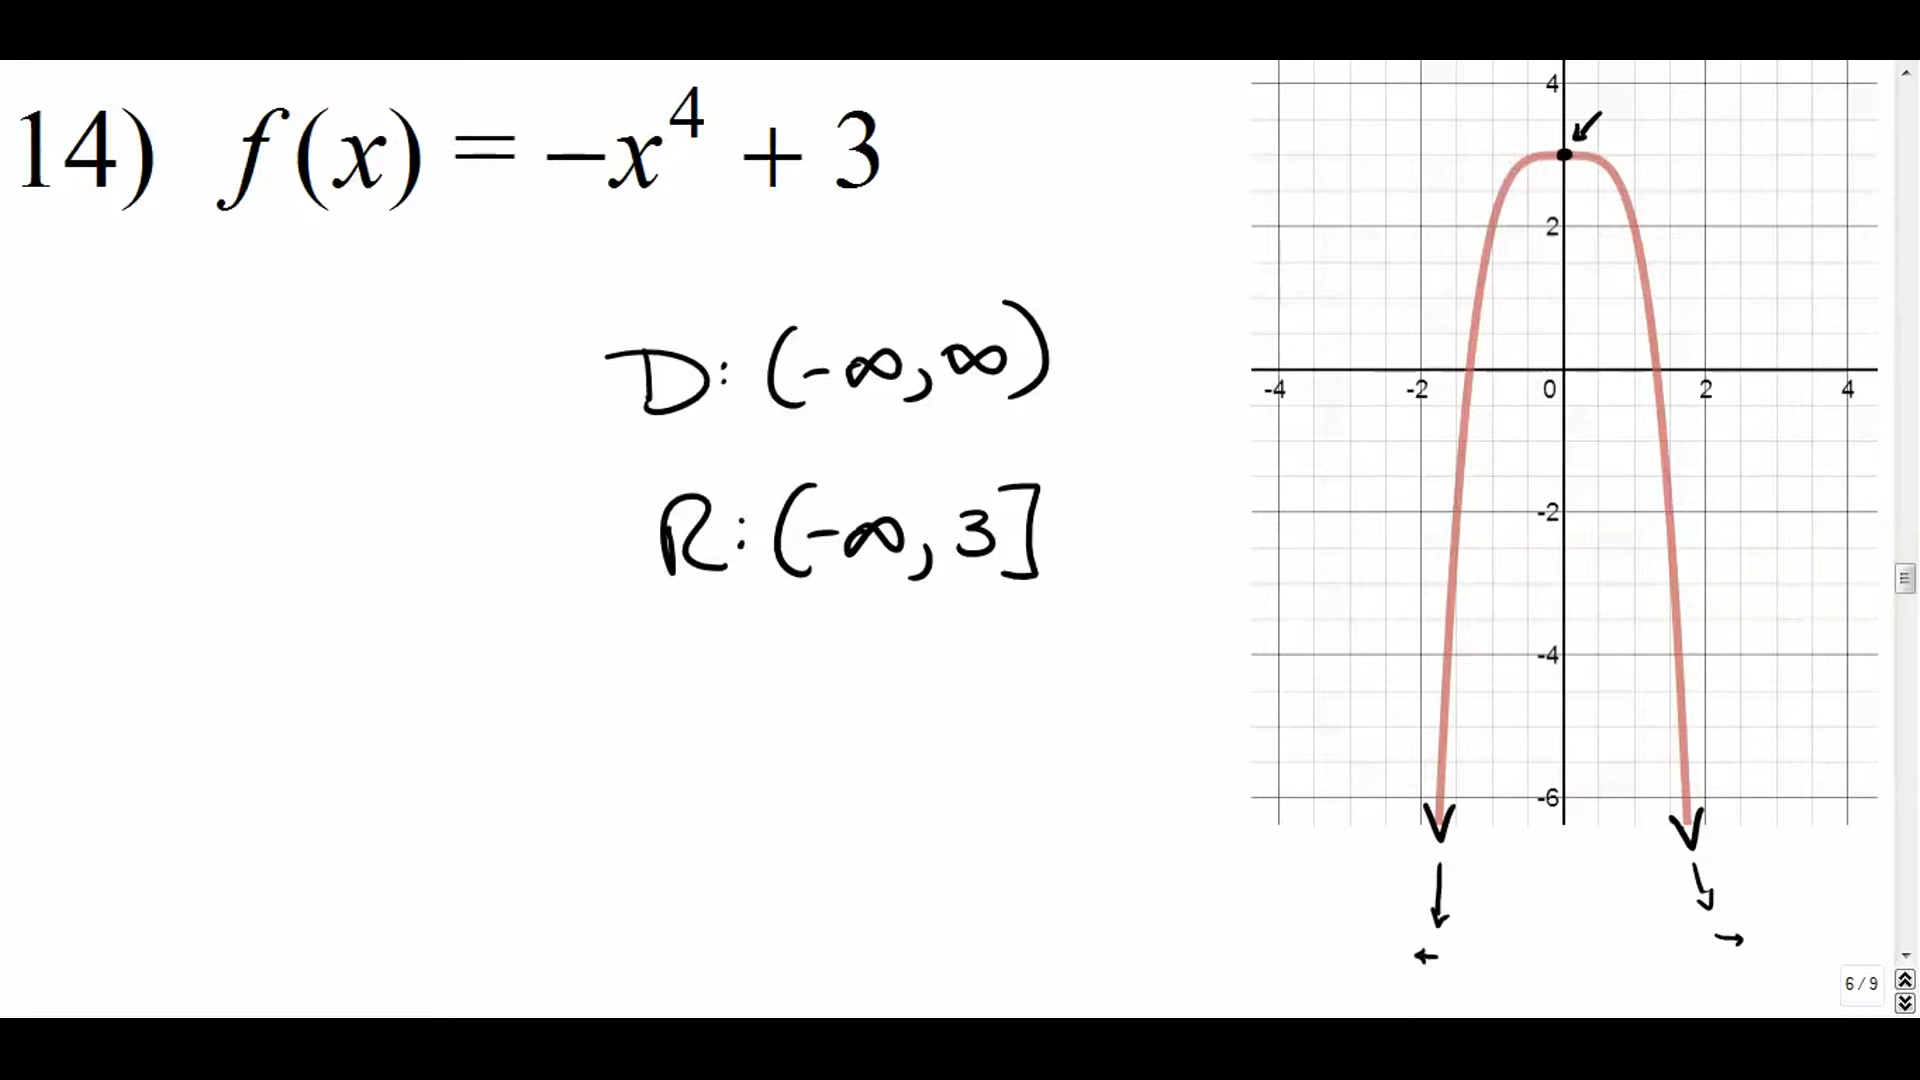 14) f(x) = –x⁴ + 3
D: (-∞, ∞)
R: (-∞, 3]
4
2
-4 -2 0 2 4
-2
-4
-6
6 / 9